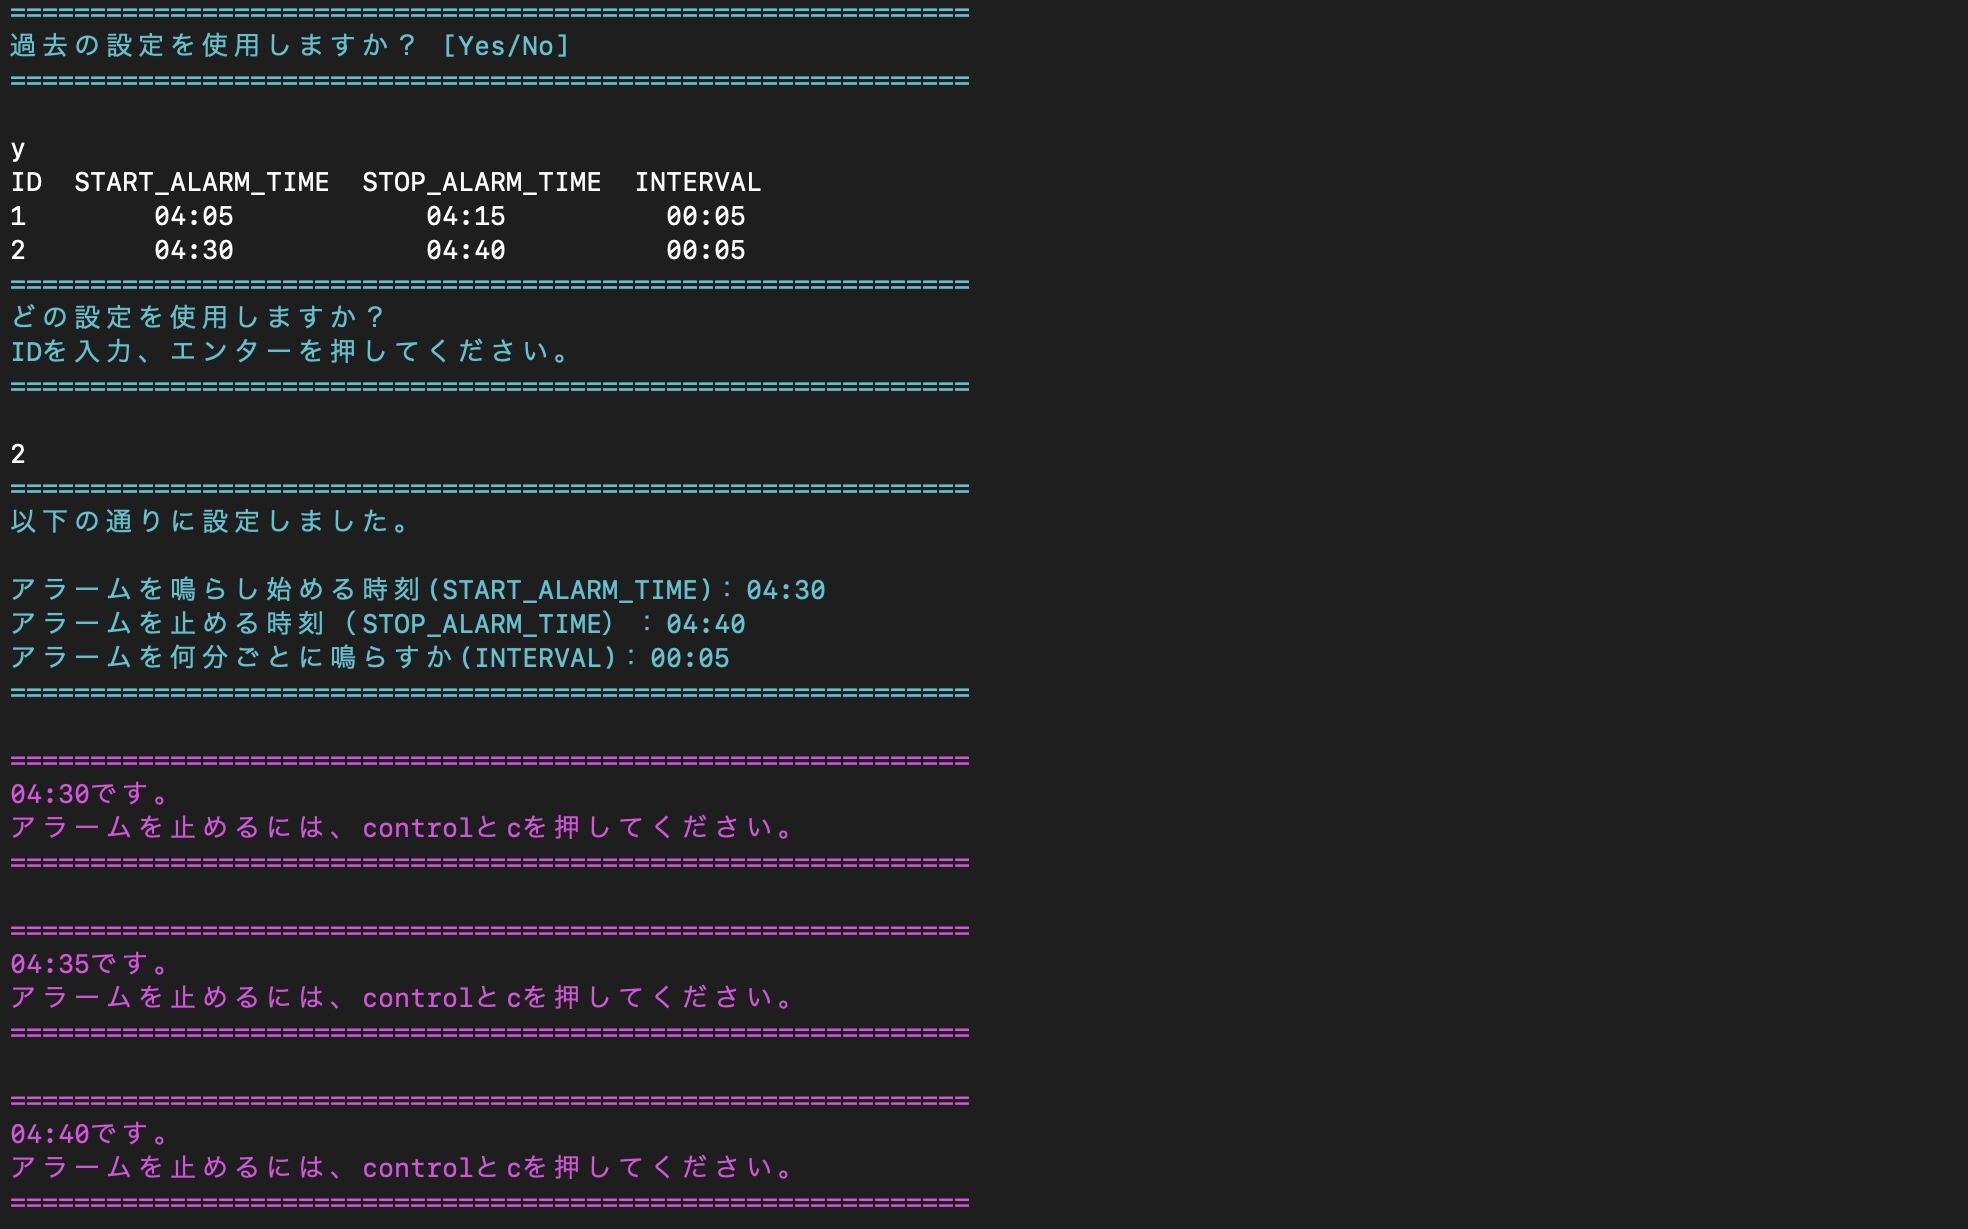 ============================================================
過去の設定を使用しますか？ [Yes/No]
============================================================
y
ID  START_ALARM_TIME  STOP_ALARM_TIME  INTERVAL
1        04:05            04:15          00:05
2        04:30            04:40          00:05
============================================================
どの設定を使用しますか？
IDを入力、エンターを押してください。
============================================================
2
============================================================
以下の通りに設定しました。
アラームを鳴らし始める時刻(START_ALARM_TIME)：04:30
アラームを止める時刻（STOP_ALARM_TIME）：04:40
アラームを何分ごとに鳴らすか(INTERVAL)：00:05
============================================================
============================================================
04:30です。
アラームを止めるには、controlとcを押してください。
============================================================
============================================================
04:35です。
アラームを止めるには、controlとcを押してください。
============================================================
============================================================
04:40です。
アラームを止めるには、controlとcを押してください。
============================================================